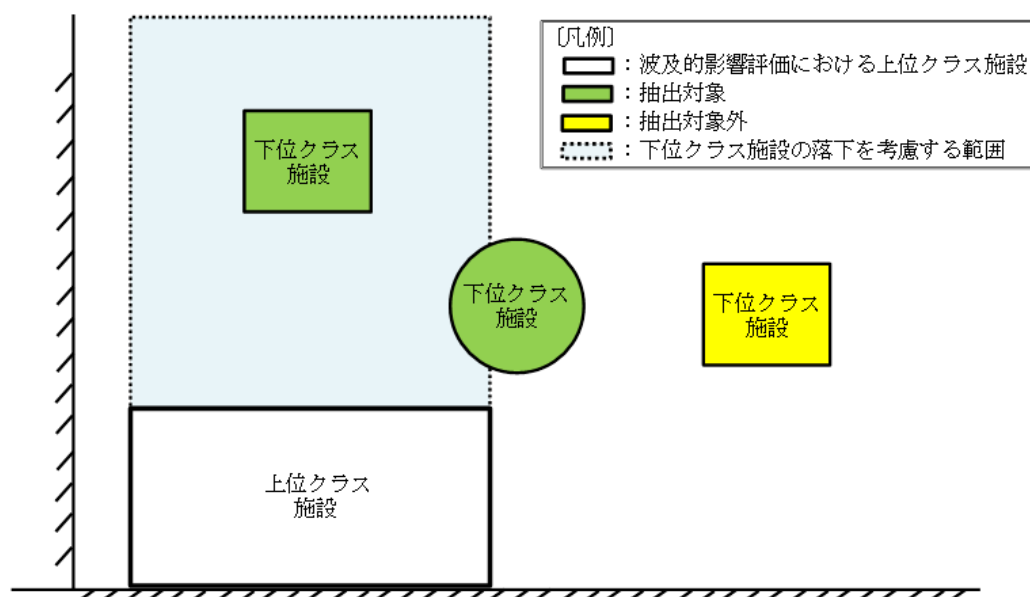 〔凡例〕
：波及的影響評価における上位クラス施設
：抽出対象
：抽出対象外
：下位クラス施設の落下を考慮する範囲
下位クラス
施設
下位クラス
施設
下位クラス
施設
上位クラス
施設